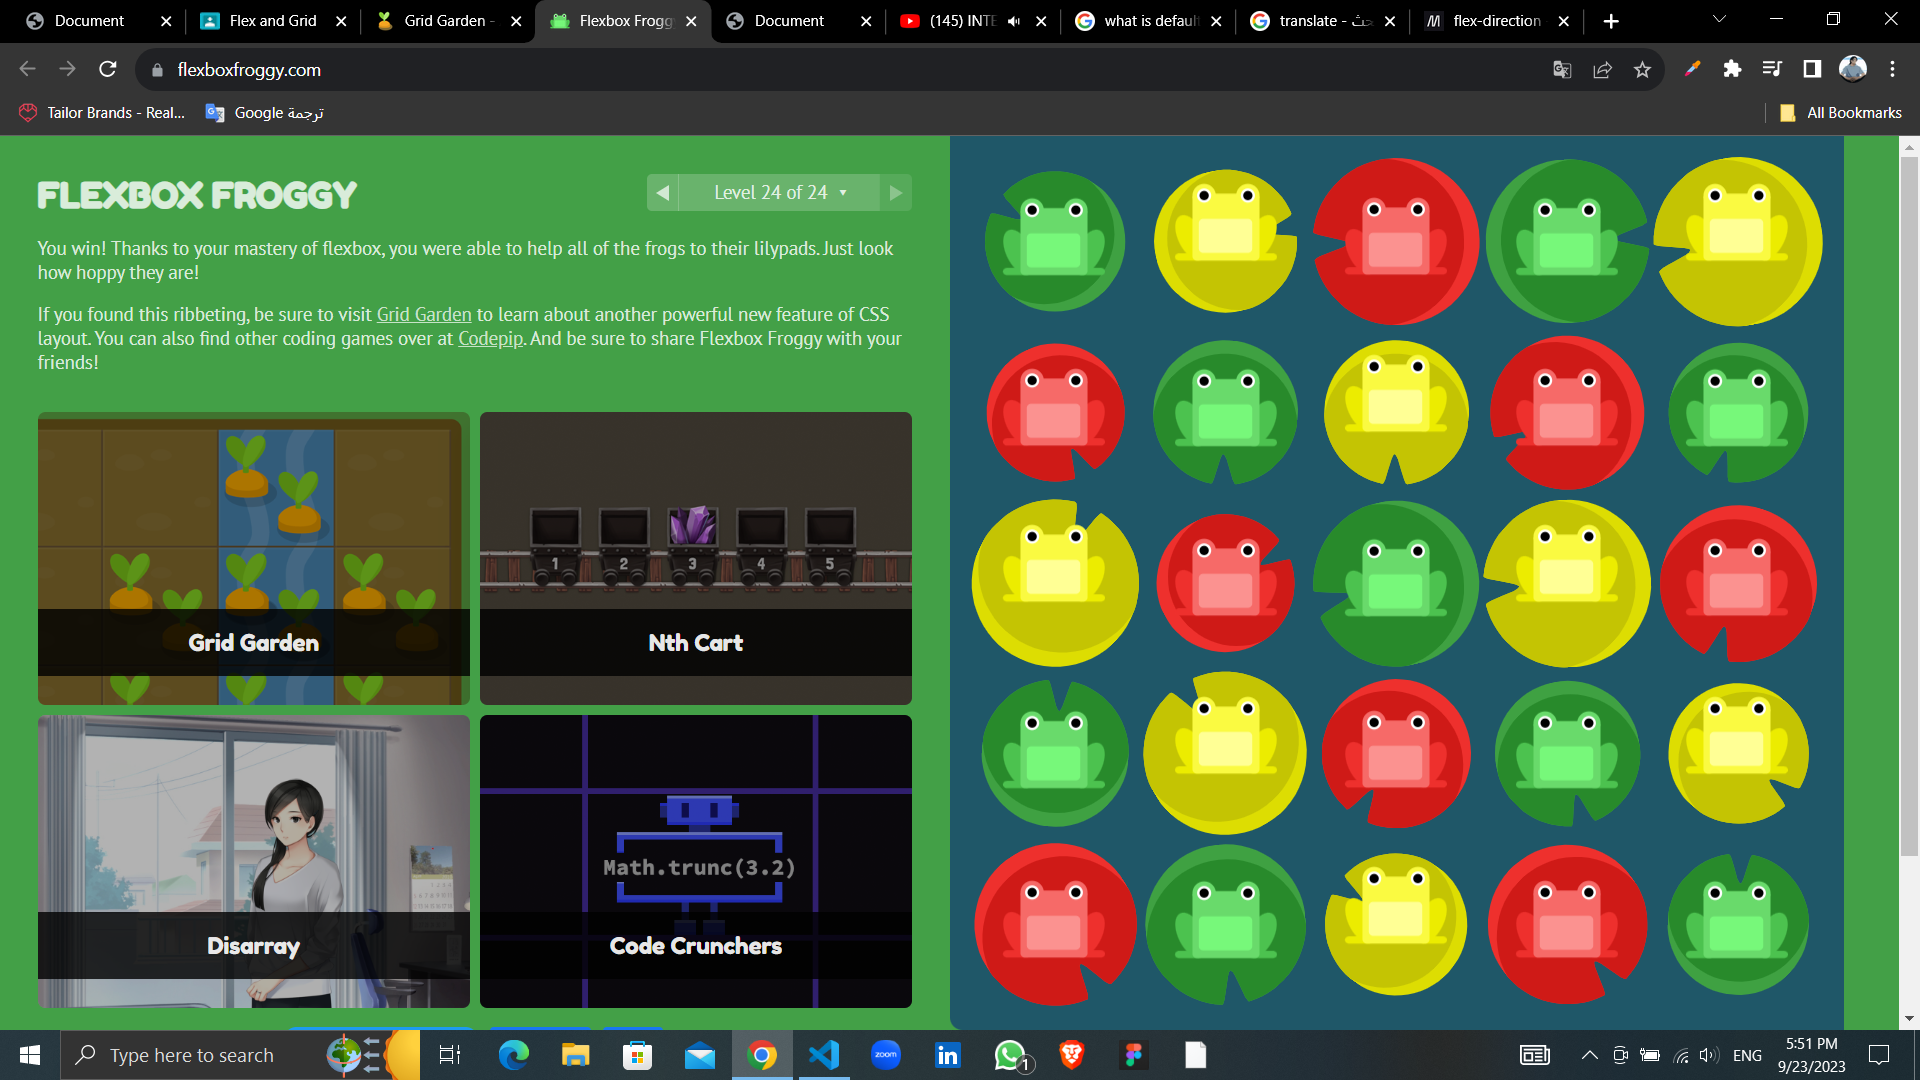 Document
Flex and Grid
Grid Garden -
Flexbox Frogg
Document
(145) INTE
what is defaul
translate - بحث
flex-direction
flexboxfroggy.com
Tailor Brands - Real...
ترجمة Google
All Bookmarks
FLEXBOX FROGGY
Level 24 of 24
You win! Thanks to your mastery of flexbox, you were able to help all of the frogs to their lilypads. Just look
how hoppy they are!
If you found this ribbeting, be sure to visit Grid Garden to learn about another powerful new feature of CSS
layout. You can also find other coding games over at Codepip. And be sure to share Flexbox Froggy with your
friends!
Grid Garden
1 2 3 4 5
Nth Cart
Disarray
Math.trunc(3.2)
Code Crunchers
Type here to search
zoom
in
1
ENG
5:51 PM
9/23/2023